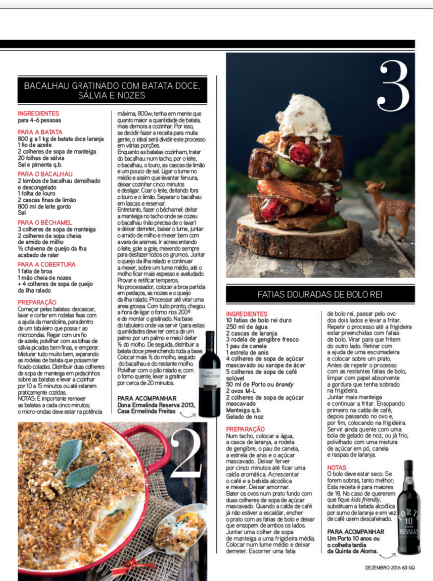 3
BACALHAU GRATINADO COM BATATA DOCE,
SÁLVIA E NOZES
INGREDIENTES
para 4-6 pessoas
PARA A BATATA
800 g a 1 kg de batata doce laranja
1 fio de azeite
2 colheres de sopa de manteiga
20 folhas de sálvia
Sal e pimenta q.b.
PARA O BACALHAU
2 lombos de bacalhau demolhado
e descongelado
1 folha de louro
2 cascas finas de limão
800 ml de leite gordo
Sal
PARA O BÉCHAMEL
3 colheres de sopa de manteiga
2 colheres de sopa cheia
de amido de milho
½ chávena de queijo da ilha
acabado de ralar
PARA A COBERTURA
1 fatia de broa
1 mão cheia de nozes
+ 4 colheres de sopa de queijo
da ilha ralado
PREPARAÇÃO
Começar pelas batatas: descascar,
lavar e cortar em rodelas feas com
a ajuda da mandolina, para dentro
de um tabuleiro que possa ir ao
microondas. Regar com um fio
de azeite, polvilhar com as folhas de
sálvia picadas bem finas, e temperar.
Misturar tudo muito bem, separando
as rodelas de batata que possam ter
ficado coladas. Distribuir duas colheres
de sopa de manteiga em pedacinhos
sobre as batatas e levar a cozinhar
por 10 a 15 minutos ou até estarem
praticamente cozidas.
NOTAS: É importante remexer
as batatas a cada cinco minutos;
o micro-ondas deve estar na potência
máxima, 800w; tenha em mente que
quanto maior a quantidade de batata,
mais demora a cozinhar. Por isso,
se decidir fazer a receita para muita
gente, o ideal será dividir este processo
em várias porções.
Enquanto as batatas cozinham, tratar
do bacalhau: num tacho, por o leite,
o bacalhau, o louro, as cascas de limão
e um pouco de sal. Ligar o lume no
médio e assim que levantar fervura,
deixar cozinhar cinco minutos
e desligar. Coar o leite, deitando fora
o louro e o limão. Separar o bacalhau
em lascas e reservar.
Entretanto, fazer o béchamel: deitar
a manteiga no tacho onde se cozeu
o bacalhau (não precisa de o lavar)
e deixar derreter, baixar o lume, juntar
o amido de milho e mexer bem com
a vara de arames. Ir acrescentando
o leite, gole a gole, mexendo sempre
para desfazer todos os grumos. Juntar
o queijo da ilha ralado e continuar
a mexer, sobre um lume médio, até o
molho ficar mais espesso e aveludado.
Provar e retificar temperos.
No processador, colocar a broa partida
em pedaços, as nozes e o queijo
da ilha ralado. Processar até virar uma
areia grossa. Com tudo pronto, chegou
a hora de ligar o forno nos 200º
e de montar o gratinado. Na base
do tabuleiro onde vai servir (para estas
quantidades deve ter cerca de um
palmo por um palmo e meio) deitar
½ do molho. De seguida, distribuir a
batata doce preenchendo toda a base.
Colocar mais ½ do molho, seguido
do bacalhau e do restante molho.
Polvilhar com o pão ralado e, com
o forno quente, levar a gratinar
por cerca de 20 minutos.
PARA ACOMPANHAR
Dona Ermelinda Reserva 2013,
Casa Ermelinda Freitas
2
FATIAS DOURADAS DE BOLO REI
INGREDIENTES
10 fatias de bolo rei duro
250 ml de água
2 cascas de laranja
2 rodela de gengibre fresco
1 pau de canela
1 estrela de anis
4 colheres de sopa de açúcar
mascavado ou xarope de ácer
5 colheres de sopa de café
solúvel
50 ml de Porto ou brandy
2 ovos M-L
2 colheres de sopa de açúcar
mascavado
Manteiga q.b.
Gelado de noz
PREPARAÇÃO
Num tacho, colocar a água,
a casca de laranja, a rodela
de gengibre, o pau de canela,
a estrela de anis e o açúcar
mascavado. Deixar ferver
por cinco minutos até ficar uma
calda aromática. Acrescentar
o café e a bebida alcoólica
e mexer. Deixar amornar.
Bater os ovos num prato fundo com
duas colheres de sopa de açúcar
mascavado. Quando a calda de café
já não estiver a escaldar, encher
o prato com as fatias de bolo e deixar
que ensopem de ambos os lados.
Juntar uma colher de sopa
de manteiga a uma frigideira média.
Colocar num lume médio e deixar
derreter. Escorrer uma fatia
de bolo rei, passar pelo ovo
dos dois lados e levar a fritar.
Repetir o processo até a frigideira
estar preenchida com fatias
de bolo. Virar para que fritem
do outro lado. Retirar com
a ajuda de uma escumadeira
e colocar sobre um prato.
Antes de repetir o processo
com as restantes fatias de bolo,
limpar com papel absorvente
a gordura que tenha sobrado
na frigideira.
Juntar mais manteiga
e continuar a fritar. Ensopando
primeiro na calda de café,
depois passando no ovo e,
por fim, colocando na frigideira.
Servir ainda quente com uma
bola de gelado de noz, ou já frio,
polvilhado com uma mistura
de açúcar em pó, canela
e raspas de laranja.
NOTAS
O bolo deve estar seco. Se
forem sobras, tanto melhor;
Esta receita é para maiores
de 18. No caso de quererem
que fique kids friendly,
substituam a bebida alcoólica
por sumo de laranja e em vez
de café usem descafeinado.
PARA ACOMPANHAR
Um Porto 10 anos ou
o colheita tardia
da Quinta da Alorna.
DEZEMBRO 2016 63 GQ